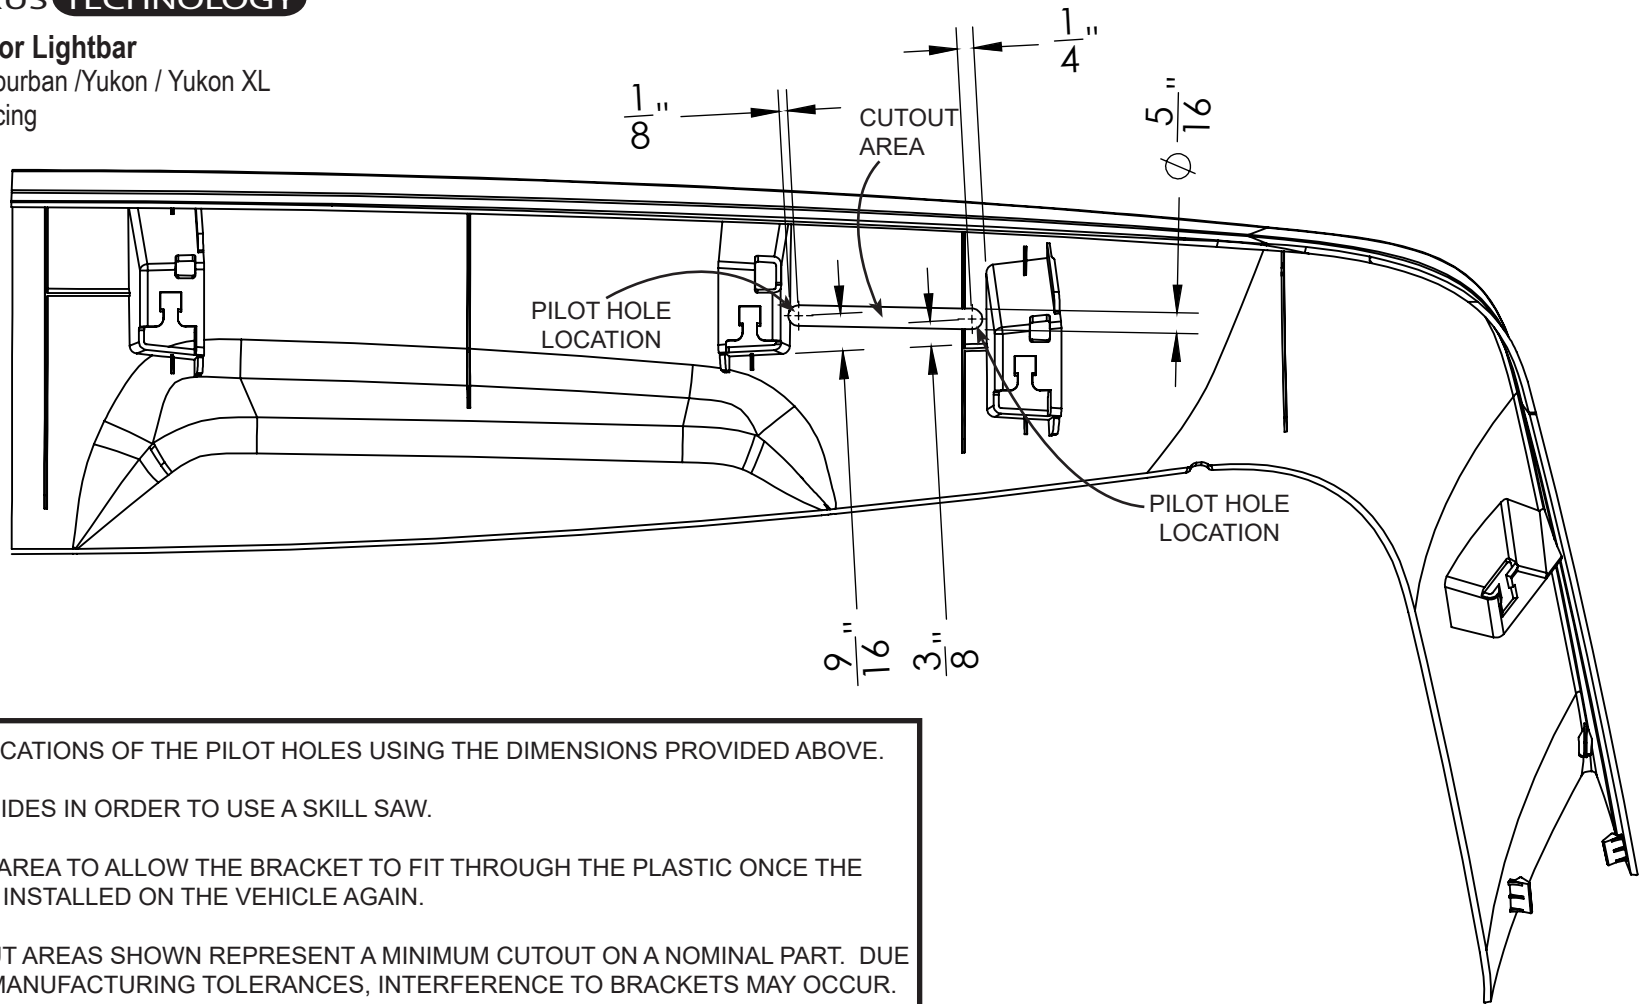 TECHNOLOGY
or Lightbar
/Yukon / Yukon XL
1/8"
1/4"
CUTOUT
AREA
Ø 5/16"
PILOT HOLE
LOCATION
PILOT HOLE
LOCATION
9/16"
3/8"
CATIONS OF THE PILOT HOLES USING THE DIMENSIONS PROVIDED ABOVE.
IDES IN ORDER TO USE A SKILL SAW.
AREA TO ALLOW THE BRACKET TO FIT THROUGH THE PLASTIC ONCE THE
INSTALLED ON THE VEHICLE AGAIN.
UT AREAS SHOWN REPRESENT A MINIMUM CUTOUT ON A NOMINAL PART. DUE
MANUFACTURING TOLERANCES, INTERFERENCE TO BRACKETS MAY OCCUR.